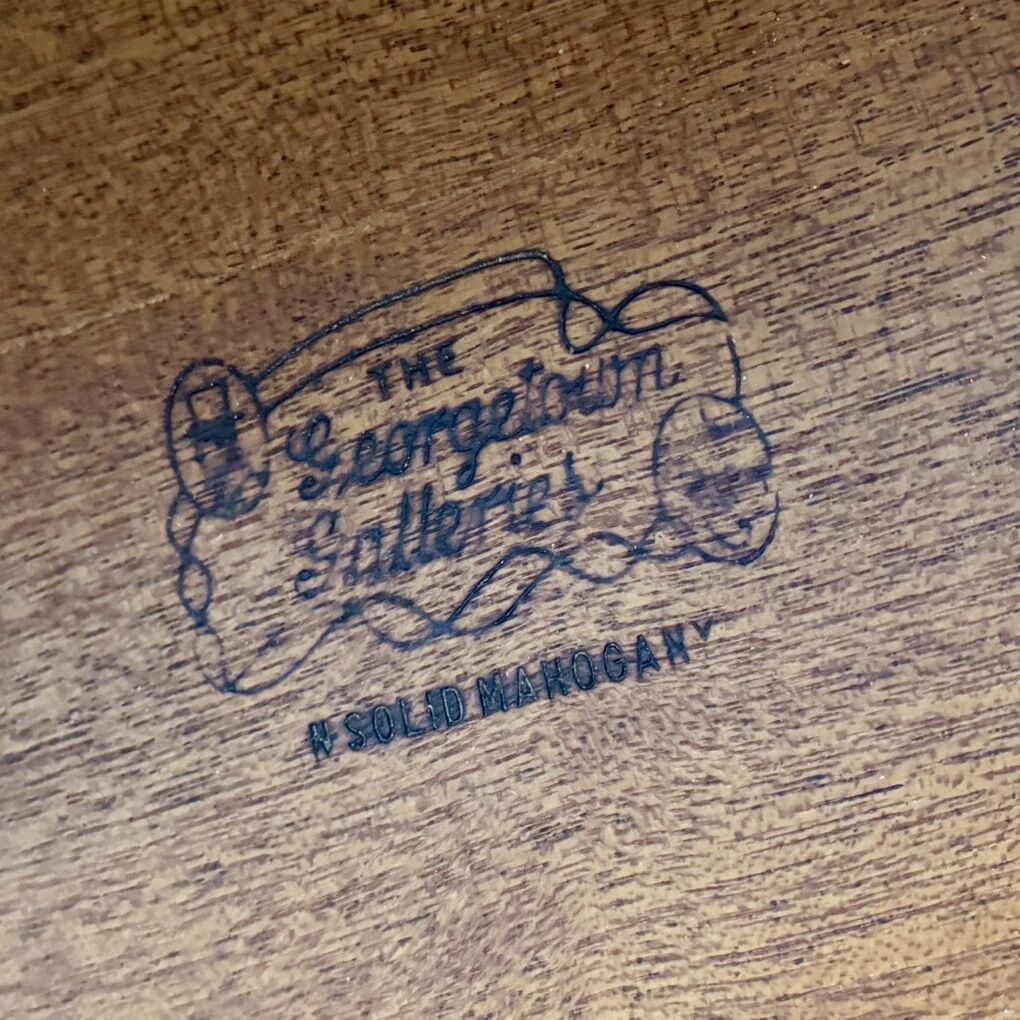 THE
Georgetown
Galleries
N SOLID MAHOGANY